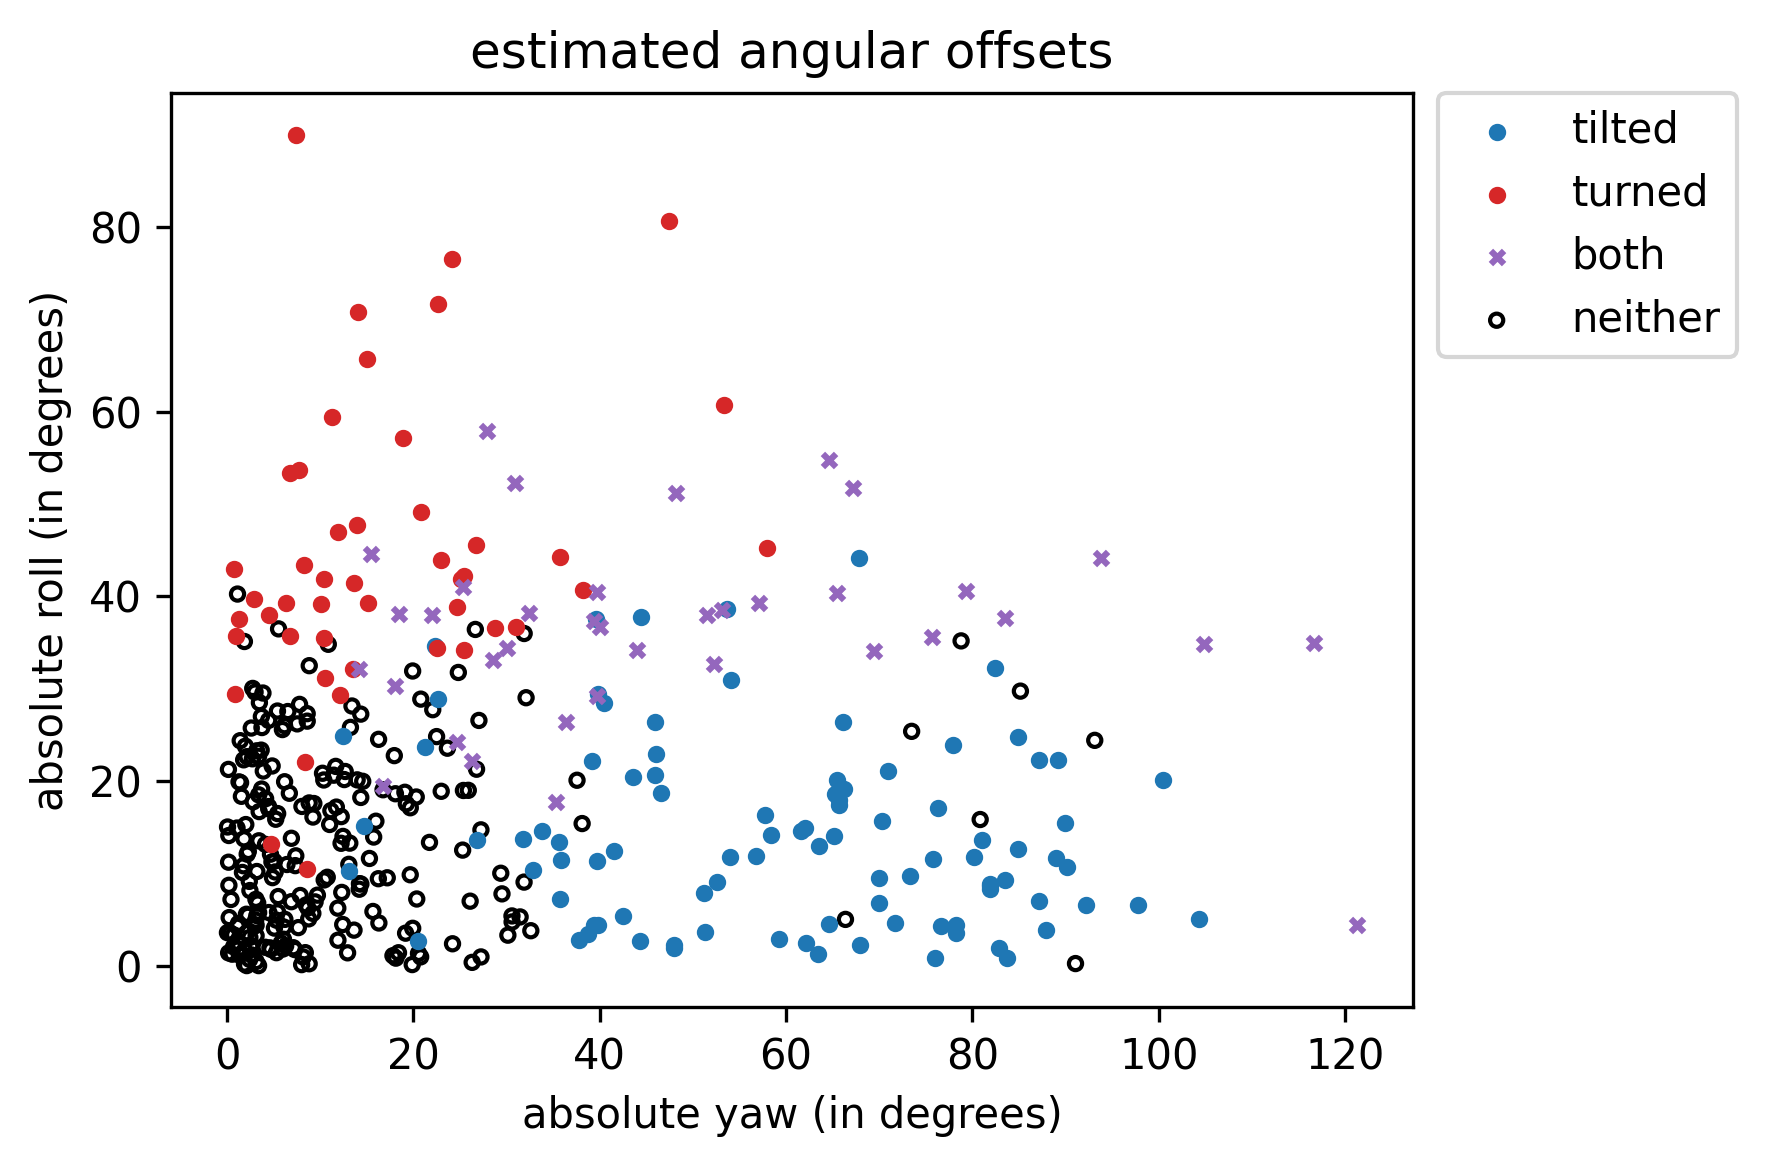 estimated angular offsets
tilted
turned
both
neither
absolute roll (in degrees)
80
60
40
20
0
0 20 40 60 80 100 120
absolute yaw (in degrees)